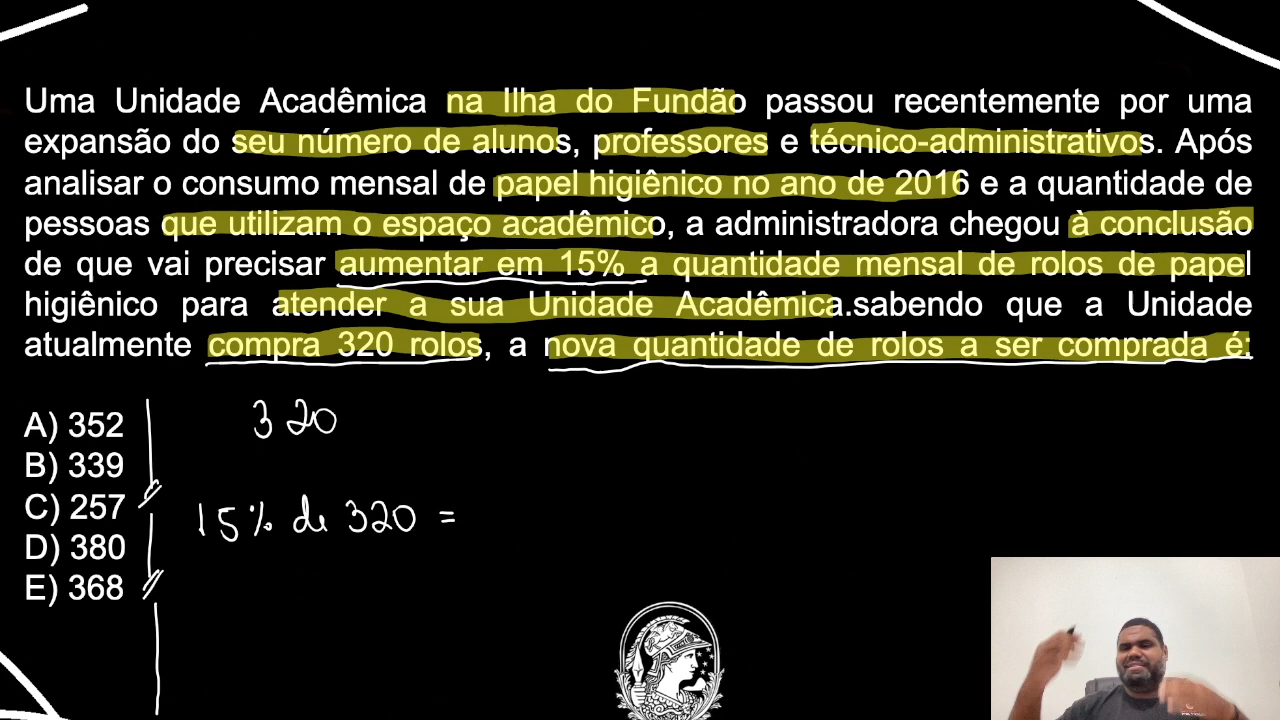 Uma Unidade Acadêmica na Ilha do Fundão passou recentemente por uma
expansão do seu número de alunos, professores e técnico-administrativos. Após
analisar o consumo mensal de papel higiênico no ano de 2016 e a quantidade de
pessoas que utilizam o espaço acadêmico, a administradora chegou à conclusão
de que vai precisar aumentar em 15% a quantidade mensal de rolos de papel
higiênico para atender a sua Unidade Acadêmica.sabendo que a Unidade
atualmente compra 320 rolos, a nova quantidade de rolos a ser comprada é:
A) 352
B) 339
C) 257
D) 380
E) 368
320
15% de 320 =